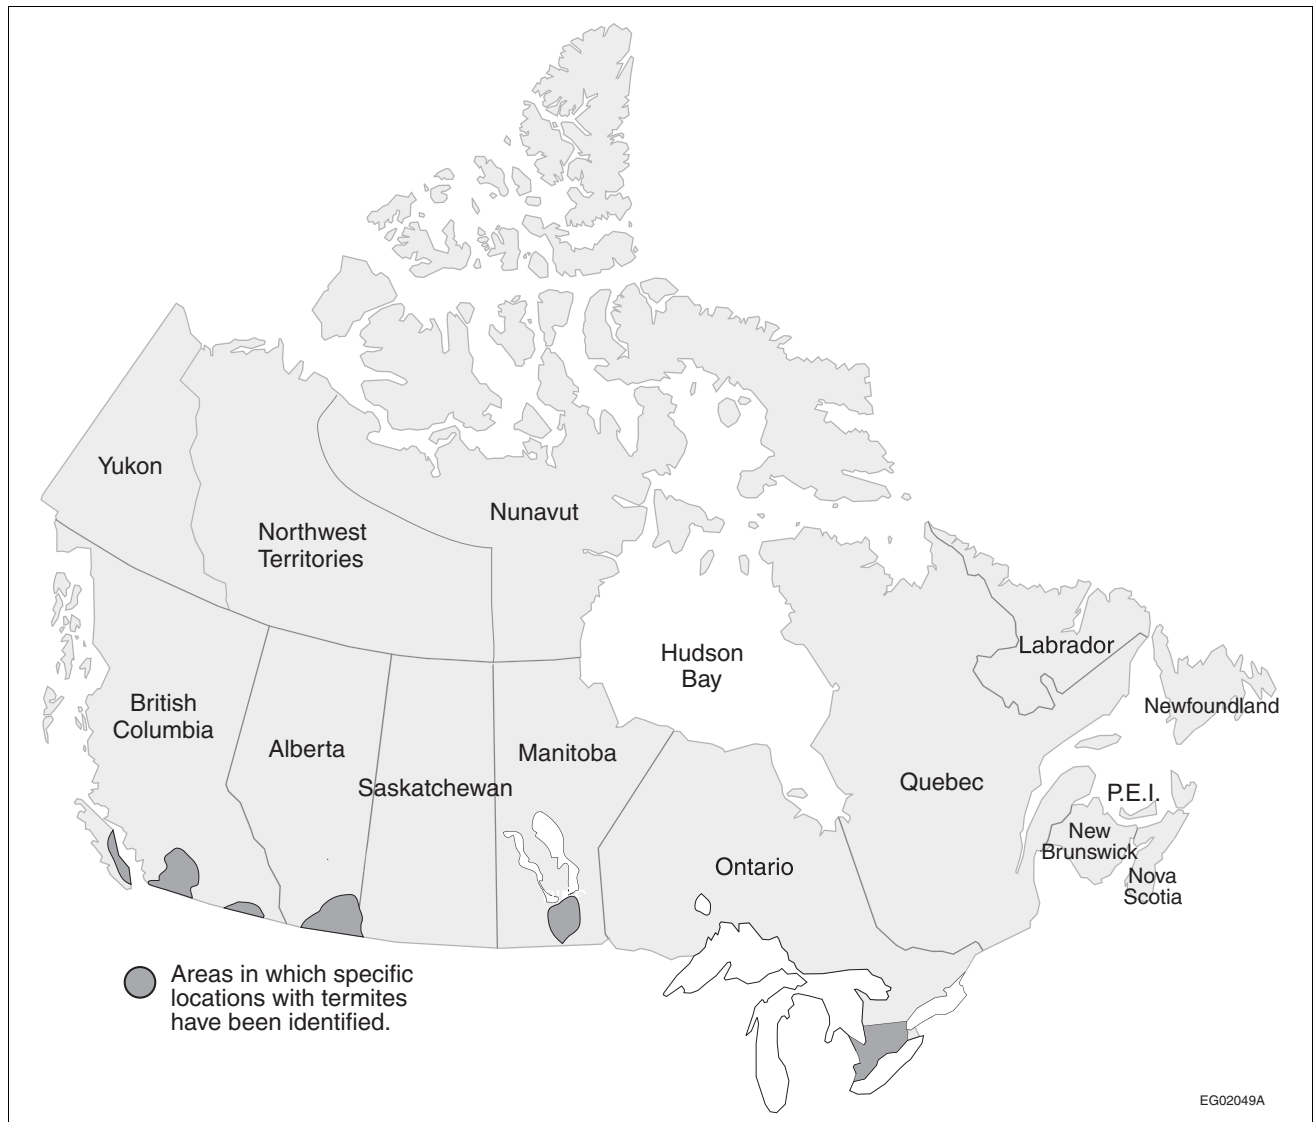 Yukon
Northwest
Territories
Nunavut
Hudson
Bay
Labrador
Newfoundland
British
Columbia
Alberta
Saskatchewan
Manitoba
Quebec
P.E.I.
New
Brunswick
Nova
Scotia
Ontario
Areas in which specific
locations with termites
have been identified.
EG02049A